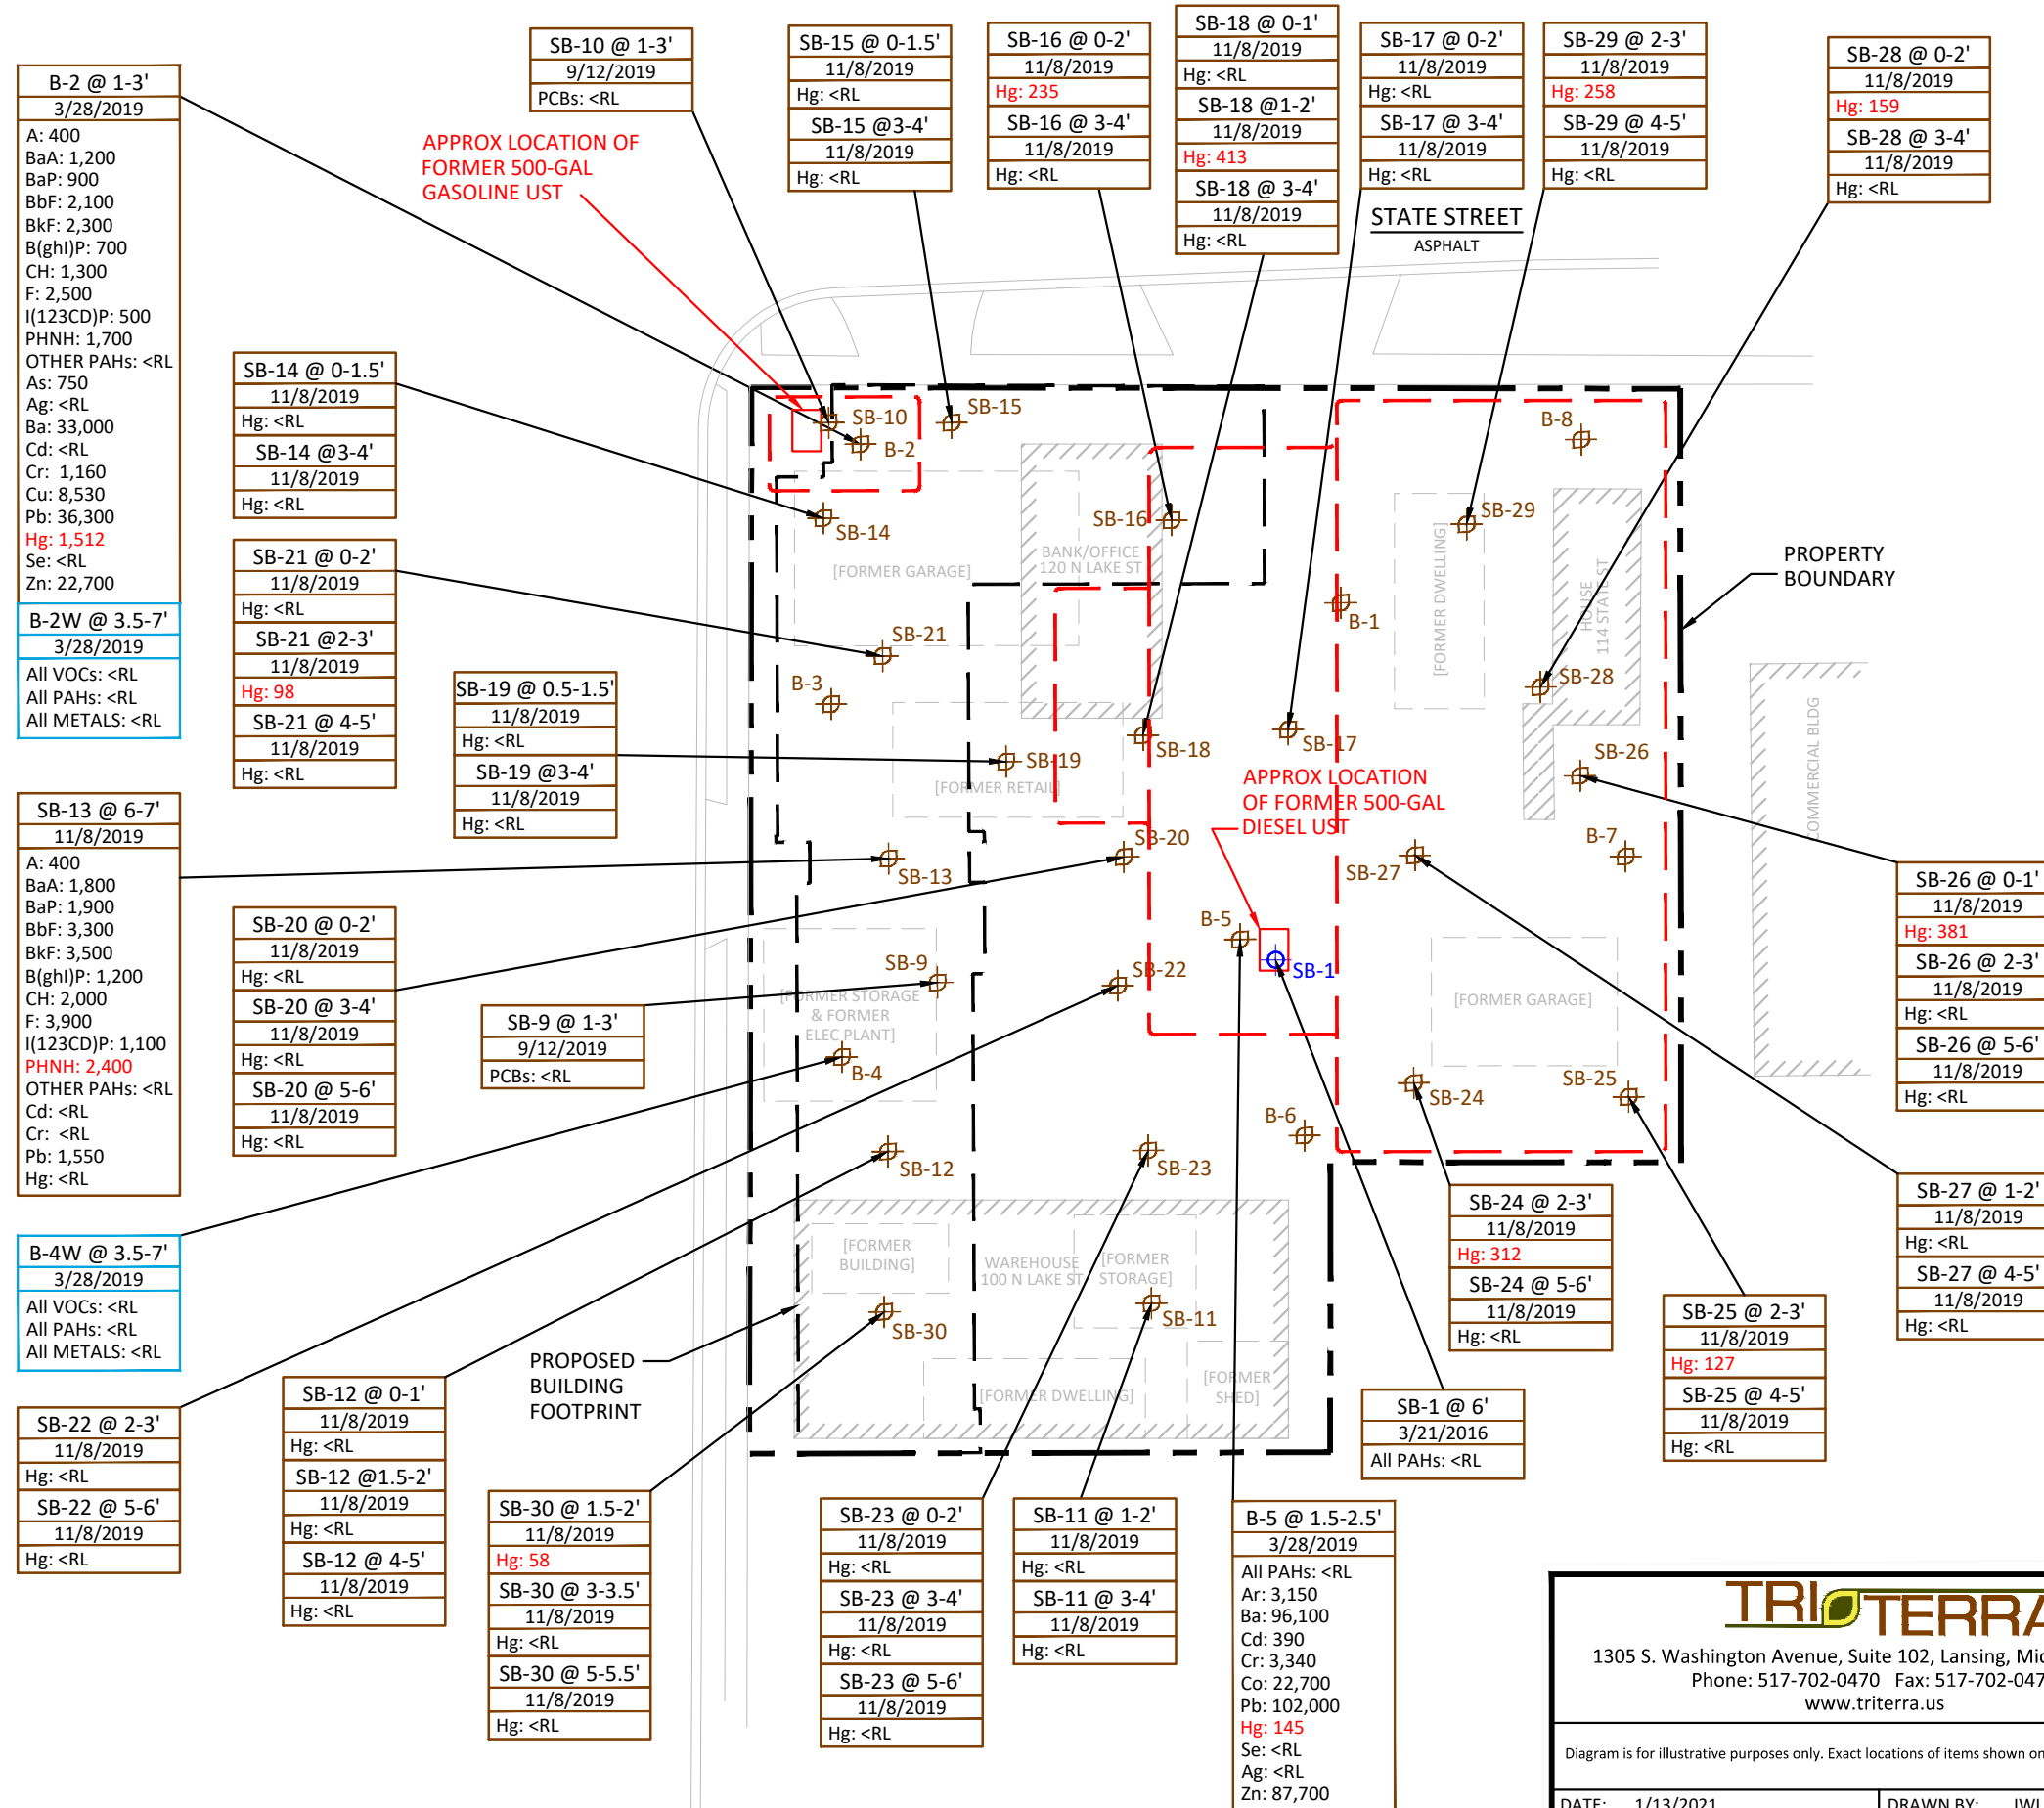 B-2 @ 1-3'
3/28/2019
A: 400
BaA: 1,200
BaP: 900
BbF: 2,100
BkF: 2,300
B(ghI)P: 700
CH: 1,300
F: 2,500
I(123CD)P: 500
PHNH: 1,700
OTHER PAHs: <RL
As: 750
Ag: <RL
Ba: 33,000
Cd: <RL
Cr: 1,160
Cu: 8,530
Pb: 36,300
Hg: 1,512
Se: <RL
Zn: 22,700
B-2W @ 3.5-7'
3/28/2019
All VOCs: <RL
All PAHs: <RL
All METALS: <RL
SB-10 @ 1-3'
9/12/2019
PCBs: <RL
APPROX LOCATION OF
FORMER 500-GAL
GASOLINE UST
SB-15 @ 0-1.5'
11/8/2019
Hg: <RL
SB-15 @3-4'
11/8/2019
Hg: <RL
SB-16 @ 0-2'
11/8/2019
Hg: 235
SB-16 @ 3-4'
11/8/2019
Hg: <RL
SB-18 @ 0-1'
11/8/2019
Hg: <RL
SB-18 @1-2'
11/8/2019
Hg: 413
SB-18 @ 3-4'
11/8/2019
Hg: <RL
SB-17 @ 0-2'
11/8/2019
Hg: <RL
SB-17 @ 3-4'
11/8/2019
Hg: <RL
SB-29 @ 2-3'
11/8/2019
Hg: 258
SB-29 @ 4-5'
11/8/2019
Hg: <RL
SB-28 @ 0-2'
11/8/2019
Hg: 159
SB-28 @ 3-4'
11/8/2019
Hg: <RL
STATE STREET
ASPHALT
SB-14 @ 0-1.5'
11/8/2019
Hg: <RL
SB-14 @3-4'
11/8/2019
Hg: <RL
SB-21 @ 0-2'
11/8/2019
Hg: <RL
SB-21 @2-3'
11/8/2019
Hg: 98
SB-21 @ 4-5'
11/8/2019
Hg: <RL
SB-19 @ 0.5-1.5'
11/8/2019
Hg: <RL
SB-19 @3-4'
11/8/2019
Hg: <RL
SB-13 @ 6-7'
11/8/2019
A: 400
BaA: 1,800
BaP: 1,900
BbF: 3,300
BkF: 3,500
B(ghI)P: 1,200
CH: 2,000
F: 3,900
I(123CD)P: 1,100
PHNH: 2,400
OTHER PAHs: <RL
Cd: <RL
Cr: <RL
Pb: 1,550
Hg: <RL
SB-20 @ 0-2'
11/8/2019
Hg: <RL
SB-20 @ 3-4'
11/8/2019
Hg: <RL
SB-20 @ 5-6'
11/8/2019
Hg: <RL
SB-9 @ 1-3'
9/12/2019
PCBs: <RL
B-4W @ 3.5-7'
3/28/2019
All VOCs: <RL
All PAHs: <RL
All METALS: <RL
SB-22 @ 2-3'
11/8/2019
Hg: <RL
SB-22 @ 5-6'
11/8/2019
Hg: <RL
SB-12 @ 0-1'
11/8/2019
Hg: <RL
SB-12 @1.5-2'
11/8/2019
Hg: <RL
SB-12 @ 4-5'
11/8/2019
Hg: <RL
PROPOSED
BUILDING
FOOTPRINT
SB-30 @ 1.5-2'
11/8/2019
Hg: 58
SB-30 @ 3-3.5'
11/8/2019
Hg: <RL
SB-30 @ 5-5.5'
11/8/2019
Hg: <RL
SB-23 @ 0-2'
11/8/2019
Hg: <RL
SB-23 @ 3-4'
11/8/2019
Hg: <RL
SB-23 @ 5-6'
11/8/2019
Hg: <RL
SB-11 @ 1-2'
11/8/2019
Hg: <RL
SB-11 @ 3-4'
11/8/2019
Hg: <RL
B-5 @ 1.5-2.5'
3/28/2019
All PAHs: <RL
Ar: 3,150
Ba: 96,100
Cd: 390
Cr: 3,340
Co: 22,700
Pb: 102,000
Hg: 145
Se: <RL
Ag: <RL
Zn: 87,700
SB-1 @ 6'
3/21/2016
All PAHs: <RL
SB-24 @ 2-3'
11/8/2019
Hg: 312
SB-24 @ 5-6'
11/8/2019
Hg: <RL
SB-25 @ 2-3'
11/8/2019
Hg: 127
SB-25 @ 4-5'
11/8/2019
Hg: <RL
SB-26 @ 0-1'
11/8/2019
Hg: 381
SB-26 @ 2-3'
11/8/2019
Hg: <RL
SB-26 @ 5-6'
11/8/2019
Hg: <RL
SB-27 @ 1-2'
11/8/2019
Hg: <RL
SB-27 @ 4-5'
11/8/2019
Hg: <RL
PROPERTY
BOUNDARY
SB-10
B-2
SB-15
SB-14
SB-16
B-8
SB-29
[FORMER GARAGE]
BANK/OFFICE
120 N LAKE ST
[FORMER DWELLING]
HOUSE
114 STATE ST
B-1
SB-21
B-3
SB-28
SB-19
SB-18
SB-17
SB-26
[FORMER RETAIL]
APPROX LOCATION
OF FORMER 500-GAL
DIESEL UST
COMMERCIAL BLDG
SB-20
B-7
SB-13
SB-27
B-5
SB-9
SB-22
SB-1
[FORMER STORAGE
& FORMER
ELEC PLANT]
[FORMER GARAGE]
B-4
SB-24
SB-25
B-6
SB-12
SB-23
[FORMER
BUILDING]
WAREHOUSE
100 N LAKE ST
[FORMER
STORAGE]
SB-30
SB-11
[FORMER DWELLING]
[FORMER
SHED]
TRI TERRA
1305 S. Washington Avenue, Suite 102, Lansing,
Phone: 517-702-0470 Fax: 517-702-047
www.triterra.us
Diagram is for illustrative purposes only. Exact locations of items shown on
DATE: 1/13/2021
DRAWN BY: